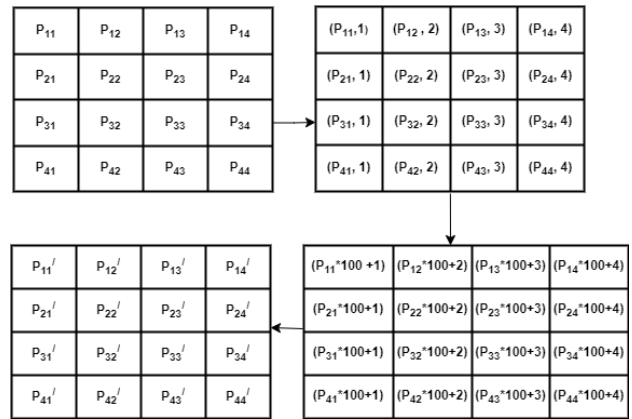 P11 P12 P13 P14
P21 P22 P23 P24
P31 P32 P33 P34
P41 P42 P43 P44
(P11,1) (P12 , 2) (P13, 3) (P14, 4)
(P21, 1) (P22, 2) (P23, 3) (P24, 4)
(P31, 1) (P32, 2) (P33, 3) (P34, 4)
(P41, 1) (P42, 2) (P43, 3) (P44, 4)
P11/ P12/ P13/ P14/
P21/ P22/ P23/ P24/
P31/ P32/ P33/ P34/
P41/ P42/ P43/ P44/
(P11*100 +1) (P12*100+2) (P13*100+3) (P14*100+4)
(P21*100+1) (P22*100+2) (P23*100+3) (P24*100+4)
(P31*100+1) (P32*100+2) (P33*100+3) (P34*100+4)
(P41*100+1) (P42*100+2) (P43*100+3) (P44*100+4)